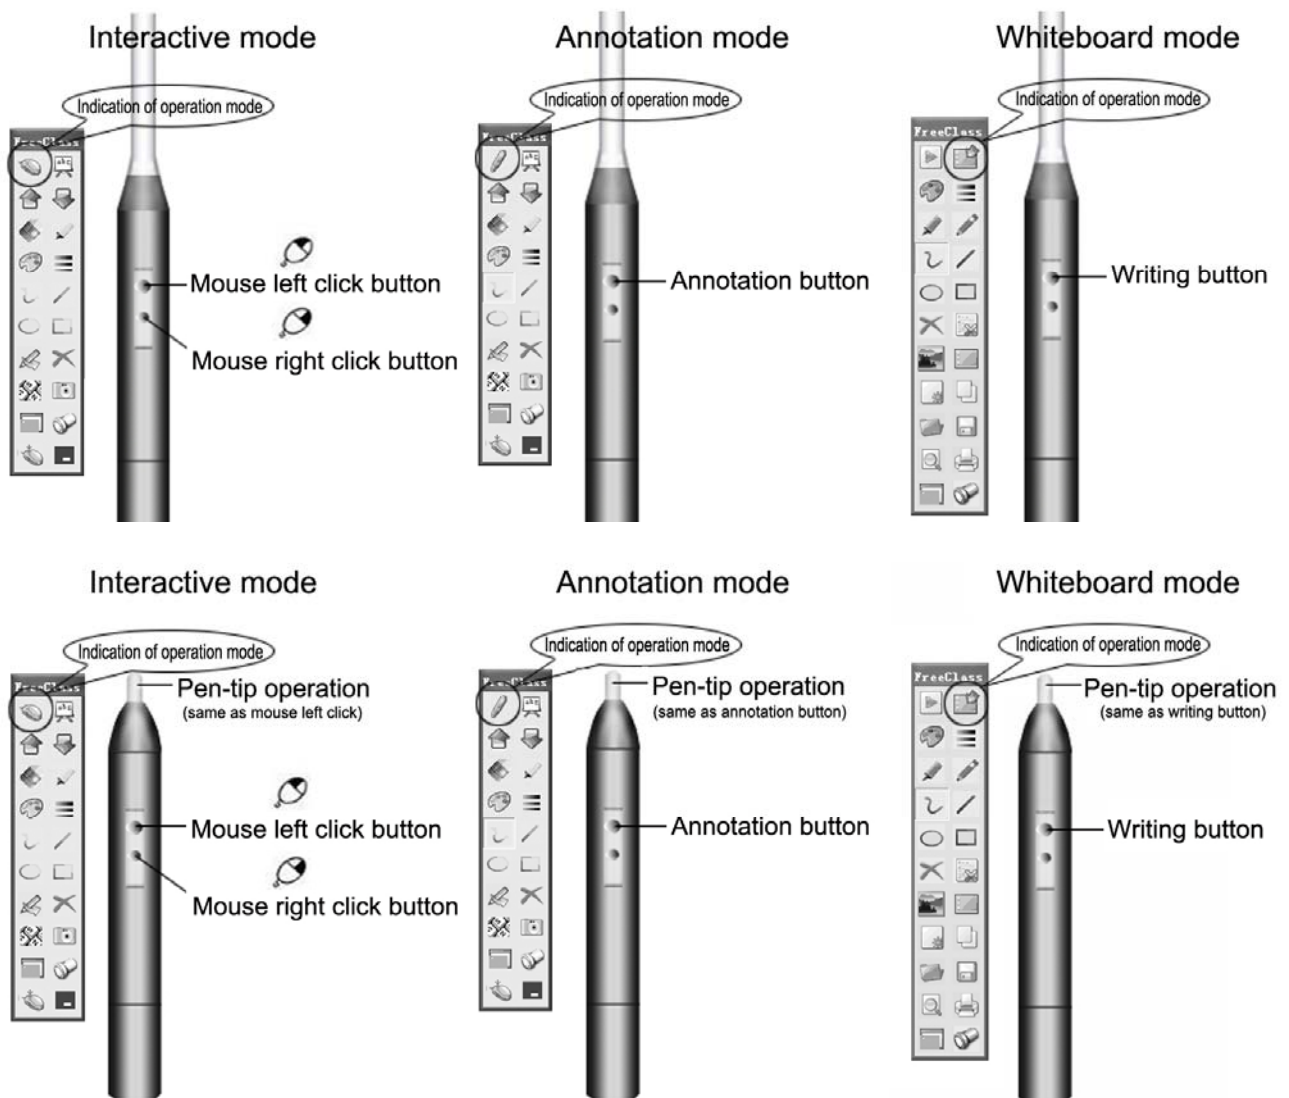 Interactive mode
Annotation mode
Whiteboard mode
Indication of operation mode
Indication of operation mode
Indication of operation mode
FreeClass
FreeClass
FreeClass
Mouse left click button
Annotation button
Writing button
Mouse right click button
Interactive mode
Annotation mode
Whiteboard mode
Indication of operation mode
Indication of operation mode
Indication of operation mode
FreeClass
FreeClass
FreeClass
Pen-tip operation
(same as mouse left click)
Pen-tip operation
(same as annotation button)
Pen-tip operation
(same as writing button)
Mouse left click button
Annotation button
Writing button
Mouse right click button